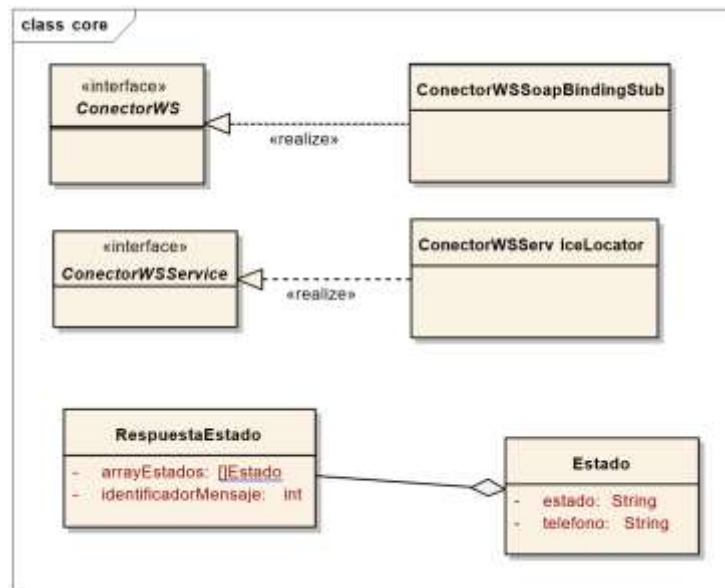 class core
«interface»
ConectorWS
ConectorWSSoapBindingStub
«realize»
«interface»
ConectorWSService
ConectorWSServ iceLocator
«realize»
RespuestaEstado
- arrayEstados: []Estado
- identificadorMensaje: int
Estado
- estado: String
- telefono: String